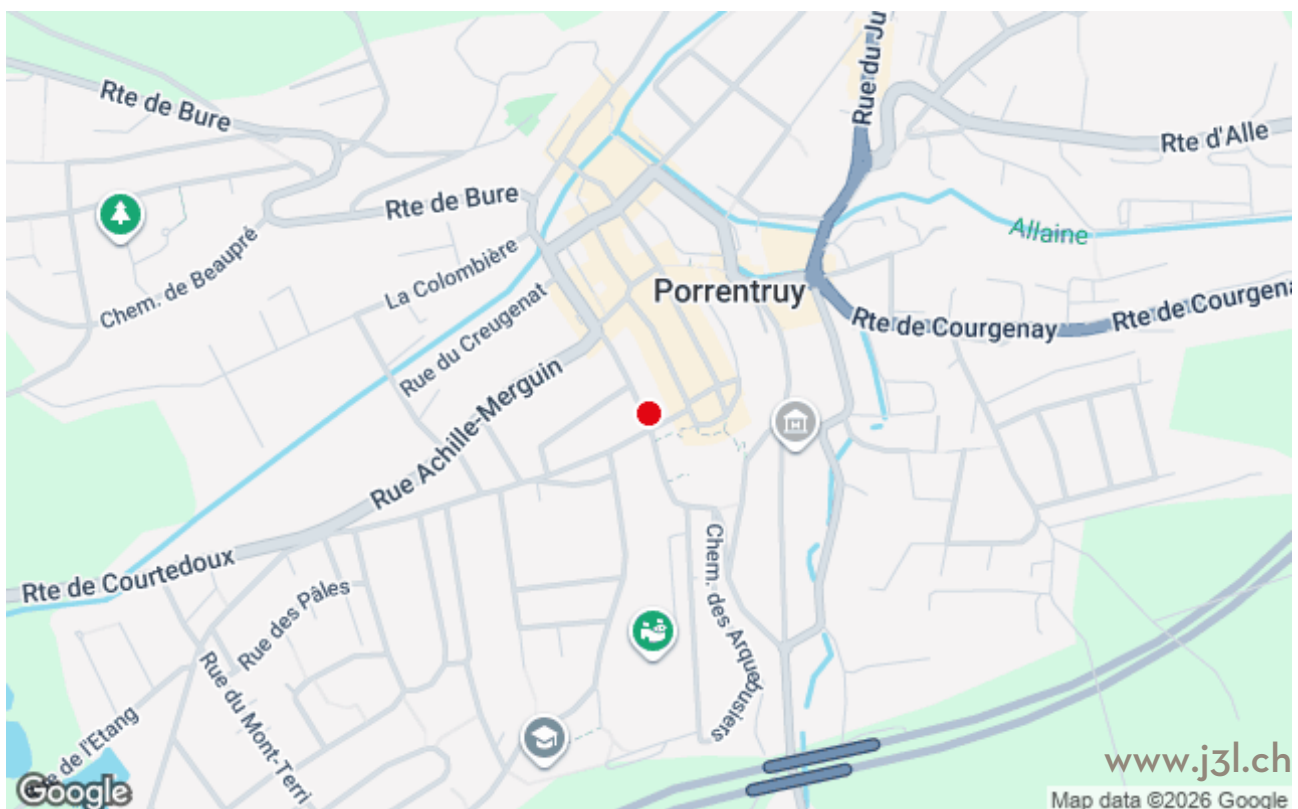 Rue du Ju
Rte de Bure
Rte d'Alle
Rte de Bure
Allaine
Chem. de Beaupré
La Colombière
Porrentruy
Rue du Creugenat
Rte de Courgenay
Rte de Courgena
Rue Achille-Merguin
Rte de Courtedoux
Rue des Pâles
Chem. des Arquebusiers
Rue du Mont-Terri
te de l'Etang
www.j3l.ch
Google
Map data ©2026 Google